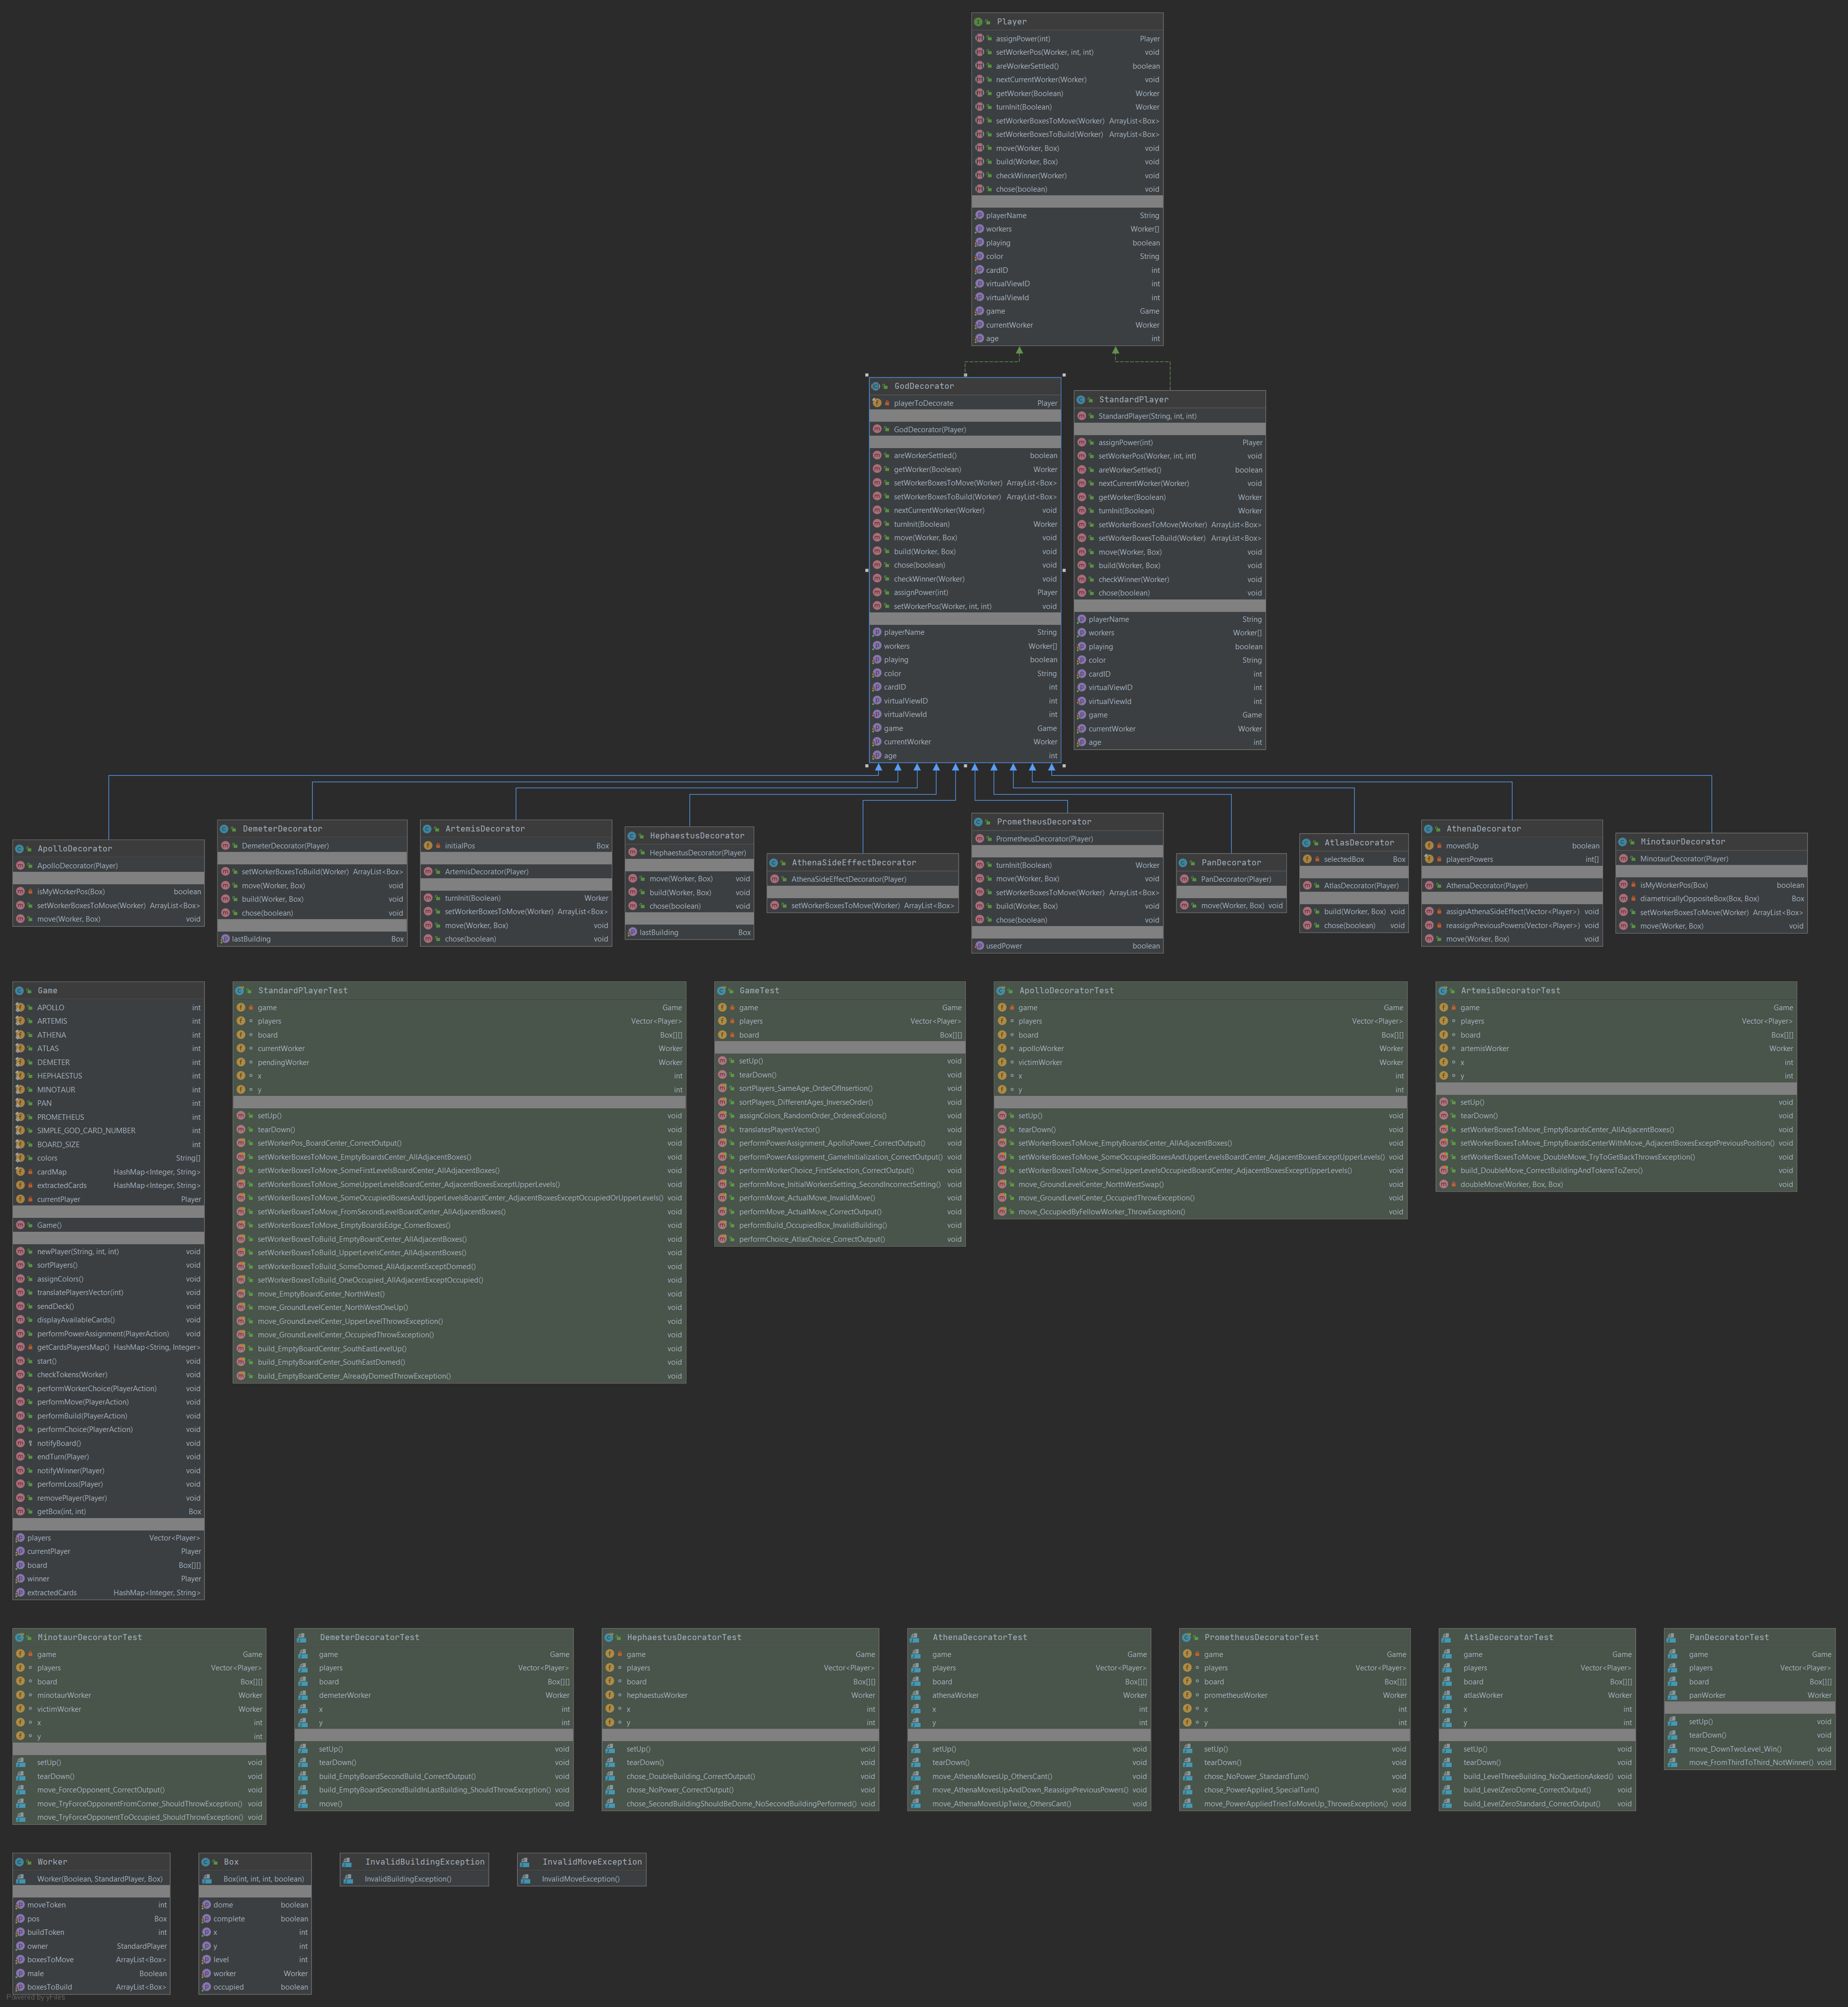 Player
assignPower(int) Player
setWorkerPos(Worker, int, int) void
areWorkerSettled() boolean
nextCurrentWorker(Worker) void
getWorker(Boolean) Worker
turnInit(Boolean) Worker
setWorkerBoxesToMove(Worker) ArrayList<Box>
setWorkerBoxesToBuild(Worker) ArrayList<Box>
move(Worker, Box) void
build(Worker, Box) void
checkWinner(Worker) void
chose(boolean) void
playerName String
workers Worker[]
playing boolean
color String
cardID int
virtualViewID int
virtualViewId int
game Game
currentWorker Worker
age int
GodDecorator
playerToDecorate Player
GodDecorator(Player)
areWorkerSettled() boolean
getWorker(Boolean) Worker
setWorkerBoxesToMove(Worker) ArrayList<Box>
setWorkerBoxesToBuild(Worker) ArrayList<Box>
nextCurrentWorker(Worker) void
turnInit(Boolean) Worker
move(Worker, Box) void
build(Worker, Box) void
chose(boolean) void
checkWinner(Worker) void
assignPower(int) Player
setWorkerPos(Worker, int, int) void
playerName String
workers Worker[]
playing boolean
color String
cardID int
virtualViewID int
virtualViewId int
game Game
currentWorker Worker
age int
StandardPlayer
StandardPlayer(String, int, int)
assignPower(int) Player
setWorkerPos(Worker, int, int) void
areWorkerSettled() boolean
nextCurrentWorker(Worker) void
getWorker(Boolean) Worker
turnInit(Boolean) Worker
setWorkerBoxesToMove(Worker) ArrayList<Box>
setWorkerBoxesToBuild(Worker) ArrayList<Box>
move(Worker, Box) void
build(Worker, Box) void
checkWinner(Worker) void
chose(boolean) void
playerName String
workers Worker[]
playing boolean
color String
cardID int
virtualViewID int
virtualViewId int
game Game
currentWorker Worker
age int
ApolloDecorator
ApolloDecorator(Player)
isMyWorkerPos(Box) boolean
setWorkerBoxesToMove(Worker) ArrayList<Box>
move(Worker, Box) void
DemeterDecorator
DemeterDecorator(Player)
setWorkerBoxesToBuild(Worker) ArrayList<Box>
move(Worker, Box) void
build(Worker, Box) void
chose(boolean) void
lastBuilding Box
ArtemisDecorator
initialPos Box
ArtemisDecorator(Player)
turnInit(Boolean) Worker
setWorkerBoxesToMove(Worker) ArrayList<Box>
move(Worker, Box) void
chose(boolean) void
HephaestusDecorator
HephaestusDecorator(Player)
move(Worker, Box) void
build(Worker, Box) void
chose(boolean) void
lastBuilding Box
AthenaSideEffectDecorator
AthenaSideEffectDecorator(Player)
setWorkerBoxesToMove(Worker) ArrayList<Box>
PrometheusDecorator
PrometheusDecorator(Player)
turnInit(Boolean) Worker
move(Worker, Box) void
setWorkerBoxesToMove(Worker) ArrayList<Box>
build(Worker, Box) void
chose(boolean) void
usedPower boolean
PanDecorator
PanDecorator(Player)
move(Worker, Box) void
AtlasDecorator
selectedBox Box
AtlasDecorator(Player)
build(Worker, Box) void
chose(boolean) void
AthenaDecorator
movedUp boolean
playersPowers int[]
AthenaDecorator(Player)
assignAthenaSideEffect(Vector<Player>) void
reassignPreviousPowers(Vector<Player>) void
move(Worker, Box) void
MinotaurDecorator
MinotaurDecorator(Player)
isMyWorkerPos(Box) boolean
diametricallyOppositeBox(Box, Box) Box
setWorkerBoxesToMove(Worker) ArrayList<Box>
move(Worker, Box) void
Game
APOLLO int
ARTEMIS int
ATHENA int
ATLAS int
DEMETER int
HEPHAESTUS int
MINOTAUR int
PAN int
PROMETHEUS int
SIMPLE_GOD_CARD_NUMBER int
BOARD_SIZE int
colors String[]
cardMap HashMap<Integer, String>
extractedCards HashMap<Integer, String>
currentPlayer Player
Game()
newPlayer(String, int, int) void
sortPlayers() void
assignColors() void
translatePlayersVector(int) void
sendDeck() void
displayAvailableCards() void
performPowerAssignment(PlayerAction) void
getCardsPlayersMap() HashMap<String, Integer>
start() void
checkTokens(Worker) void
performWorkerChoice(PlayerAction) void
performMove(PlayerAction) void
performBuild(PlayerAction) void
performChoice(PlayerAction) void
notifyBoard() void
endTurn(Player) void
notifyWinner(Player) void
performLoss(Player) void
removePlayer(Player) void
getBox(int, int) Box
players Vector<Player>
currentPlayer Player
board Box[][]
winner Player
extractedCards HashMap<Integer, String>
StandardPlayerTest
game Game
players Vector<Player>
board Box[][]
currentWorker Worker
pendingWorker Worker
x int
y int
setUp() void
tearDown() void
setWorkerPos_BoardCenter_CorrectOutput() void
setWorkerBoxesToMove_EmptyBoardsCenter_AllAdjacentBoxes() void
setWorkerBoxesToMove_SomeFirstLevelsBoardCenter_AllAdjacentBoxes() void
setWorkerBoxesToMove_SomeUpperLevelsBoardCenter_AdjacentBoxesExceptUpperLevels() void
setWorkerBoxesToMove_SomeOccupiedBoxesAndUpperLevelsBoardCenter_AdjacentBoxesExceptOccupiedOrUpperLevels() void
setWorkerBoxesToMove_FromSecondLevelBoardCenter_AllAdjacentBoxes() void
setWorkerBoxesToMove_EmptyBoardsEdge_CornerBoxes() void
setWorkerBoxesToBuild_EmptyBoardCenter_AllAdjacentBoxes() void
setWorkerBoxesToBuild_UpperLevelsCenter_AllAdjacentBoxes() void
setWorkerBoxesToBuild_SomeDomed_AllAdjacentExceptDomed() void
setWorkerBoxesToBuild_OneOccupied_AllAdjacentExceptOccupied() void
move_EmptyBoardCenter_NorthWest() void
move_GroundLevelCenter_NorthWestOneUp() void
move_GroundLevelCenter_UpperLevelThrowsException() void
move_GroundLevelCenter_OccupiedThrowException() void
build_EmptyBoardCenter_SouthEastLevelUp() void
build_EmptyBoardCenter_SouthEastDomed() void
build_EmptyBoardCenter_AlreadyDomedThrowException() void
GameTest
game Game
players Vector<Player>
board Box[][]
setUp() void
tearDown() void
sortPlayers_SameAge_OrderOfInsertion() void
sortPlayers_DifferentAges_InverseOrder() void
assignColors_RandomOrder_OrderedColors() void
translatesPlayersVector() void
performPowerAssignment_ApolloPower_CorrectOutput() void
performPowerAssignment_GameInitialization_CorrectOutput() void
performWorkerChoice_FirstSelection_CorrectOutput() void
performMove_InitialWorkersSetting_SecondIncorrectSetting() void
performMove_ActualMove_InvalidMove() void
performMove_ActualMove_CorrectOutput() void
performBuild_OccupiedBox_InvalidBuilding() void
performChoice_AtlasChoice_CorrectOutput() void
ApolloDecoratorTest
game Game
players Vector<Player>
board Box[][]
apolloWorker Worker
victimWorker Worker
x int
y int
setUp() void
tearDown() void
setWorkerBoxesToMove_EmptyBoardsCenter_AllAdjacentBoxes() void
setWorkerBoxesToMove_SomeOccupiedBoxesAndUpperLevelsBoardCenter_AdjacentBoxesExceptUpperLevels() void
setWorkerBoxesToMove_SomeUpperLevelsOccupiedBoardCenter_AdjacentBoxesExceptUpperLevels() void
move_GroundLevelCenter_NorthWestSwap() void
move_GroundLevelCenter_OccupiedThrowException() void
move_OccupiedByFellowWorker_ThrowException() void
ArtemisDecoratorTest
game Game
players Vector<Player>
board Box[][]
artemisWorker Worker
x int
y int
setUp() void
tearDown() void
setWorkerBoxesToMove_EmptyBoardsCenter_AllAdjacentBoxes() void
setWorkerBoxesToMove_EmptyBoardsCenterWithMove_AdjacentBoxesExceptPreviousPosition() void
setWorkerBoxesToMove_DoubleMove_TryToGetBackThrowsException() void
build_DoubleMove_CorrectBuildingAndTokensToZero() void
doubleMove(Worker, Box, Box) void
MinotaurDecoratorTest
game Game
players Vector<Player>
board Box[][]
minotaurWorker Worker
victimWorker Worker
x int
y int
setUp() void
tearDown() void
move_ForceOpponent_CorrectOutput() void
move_TryForceOpponentFromCorner_ShouldThrowException() void
move_TryForceOpponentToOccupied_ShouldThrowException() void
DemeterDecoratorTest
game Game
players Vector<Player>
board Box[][]
demeterWorker Worker
x int
y int
setUp() void
tearDown() void
build_EmptyBoardSecondBuild_CorrectOutput() void
build_EmptyBoardSecondBuildInLastBuilding_ShouldThrowException() void
move() void
HephaestusDecoratorTest
game Game
players Vector<Player>
board Box[][]
hephaestusWorker Worker
x int
y int
setUp() void
tearDown() void
chose_DoubleBuilding_CorrectOutput() void
chose_NoPower_CorrectOutput() void
chose_SecondBuildingShouldBeDome_NoSecondBuildingPerformed() void
AthenaDecoratorTest
game Game
players Vector<Player>
board Box[][]
athenaWorker Worker
x int
y int
setUp() void
tearDown() void
move_AthenaMovesUp_OthersCant() void
move_AthenaMovesUpAndDown_ReassignPreviousPowers() void
move_AthenaMovesUpTwice_OthersCant() void
PrometheusDecoratorTest
game Game
players Vector<Player>
board Box[][]
prometheusWorker Worker
x int
y int
setUp() void
tearDown() void
chose_NoPower_StandardTurn() void
chose_PowerApplied_SpecialTurn() void
move_PowerAppliedTriesToMoveUp_ThrowsException() void
AtlasDecoratorTest
game Game
players Vector<Player>
board Box[][]
atlasWorker Worker
x int
y int
setUp() void
tearDown() void
build_LevelThreeBuilding_NoQuestionAsked() void
build_LevelZeroDome_CorrectOutput() void
build_LevelZeroStandard_CorrectOutput() void
PanDecoratorTest
game Game
players Vector<Player>
board Box[][]
panWorker Worker
setUp() void
tearDown() void
move_DownTwoLevel_Win() void
move_FromThirdToThird_NotWinner() void
Worker
Worker(Boolean, StandardPlayer, Box)
moveToken int
pos Box
buildToken int
owner StandardPlayer
boxesToMove ArrayList<Box>
male Boolean
boxesToBuild ArrayList<Box>
Box
Box(int, int, int, boolean)
dome boolean
complete boolean
x int
y int
level int
worker Worker
occupied boolean
InvalidBuildingException
InvalidBuildingException()
InvalidMoveException
InvalidMoveException()
Powered by yFiles